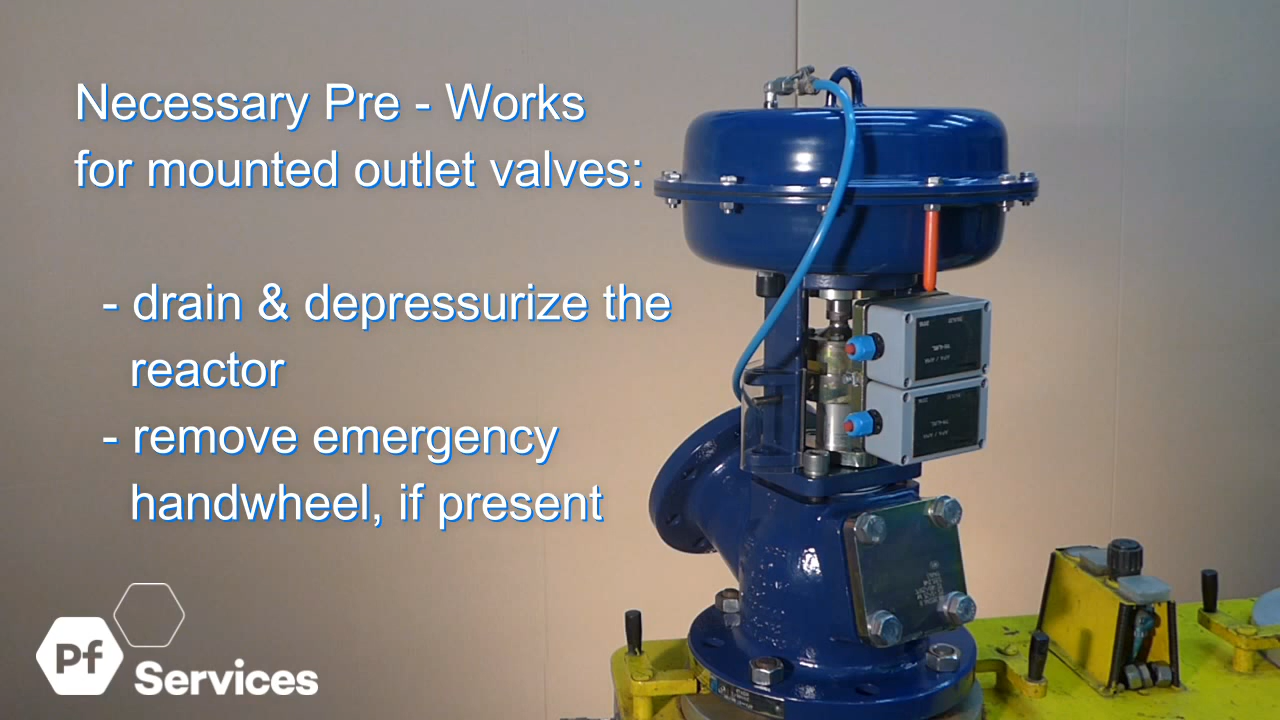 Necessary Pre - Works
for mounted outlet valves:
- drain & depressurize the
reactor
- remove emergency
handwheel, if present
Pf
Services